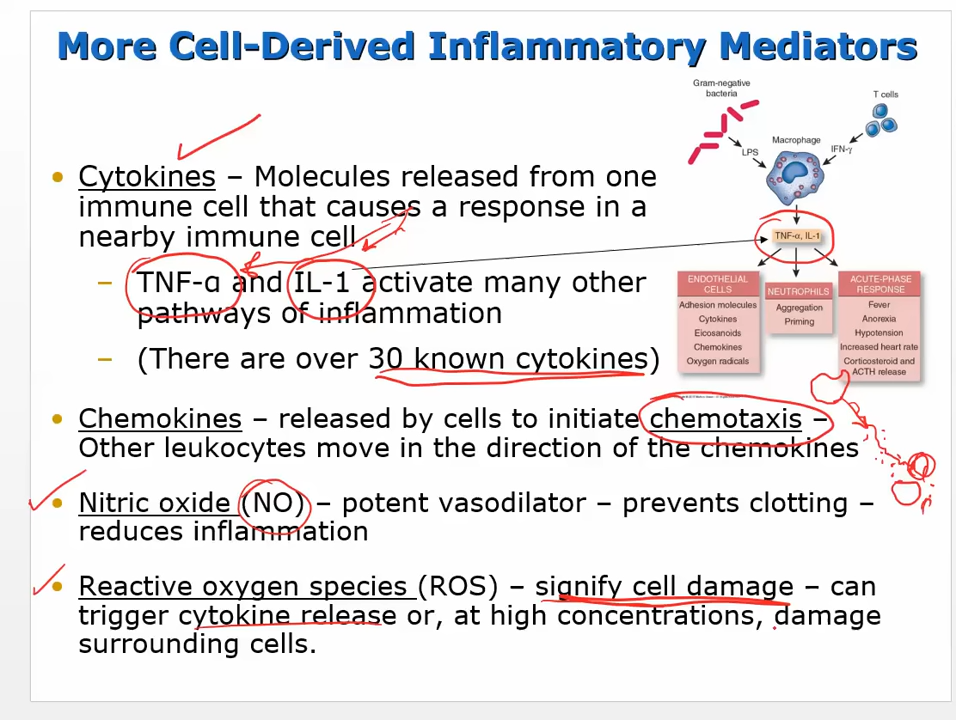 More Cell-Derived Inflammatory Mediators
Gram-negative
bacteria
T cells
Macrophage
LPS
IFN-γ
TNF-α, IL-1
ENDOTHELIAL
CELLS
Adhesion molecules
Cytokines
Eicosanoids
Chemokines
Oxygen radicals
NEUTROPHILS
Aggregation
Priming
ACUTE-PHASE
RESPONSE
Fever
Anorexia
Hypotension
Increased heart rate
Corticosteroid and
ACTH release
• Cytokines – Molecules released from one
immune cell that causes a response in a
nearby immune cell
– TNF-α and IL-1 activate many other
pathways of inflammation
– (There are over 30 known cytokines)
• Chemokines – released by cells to initiate chemotaxis –
Other leukocytes move in the direction of the chemokines
• Nitric oxide (NO) – potent vasodilator – prevents clotting –
reduces inflammation
• Reactive oxygen species (ROS) – signify cell damage – can
trigger cytokine release or, at high concentrations, damage
surrounding cells.